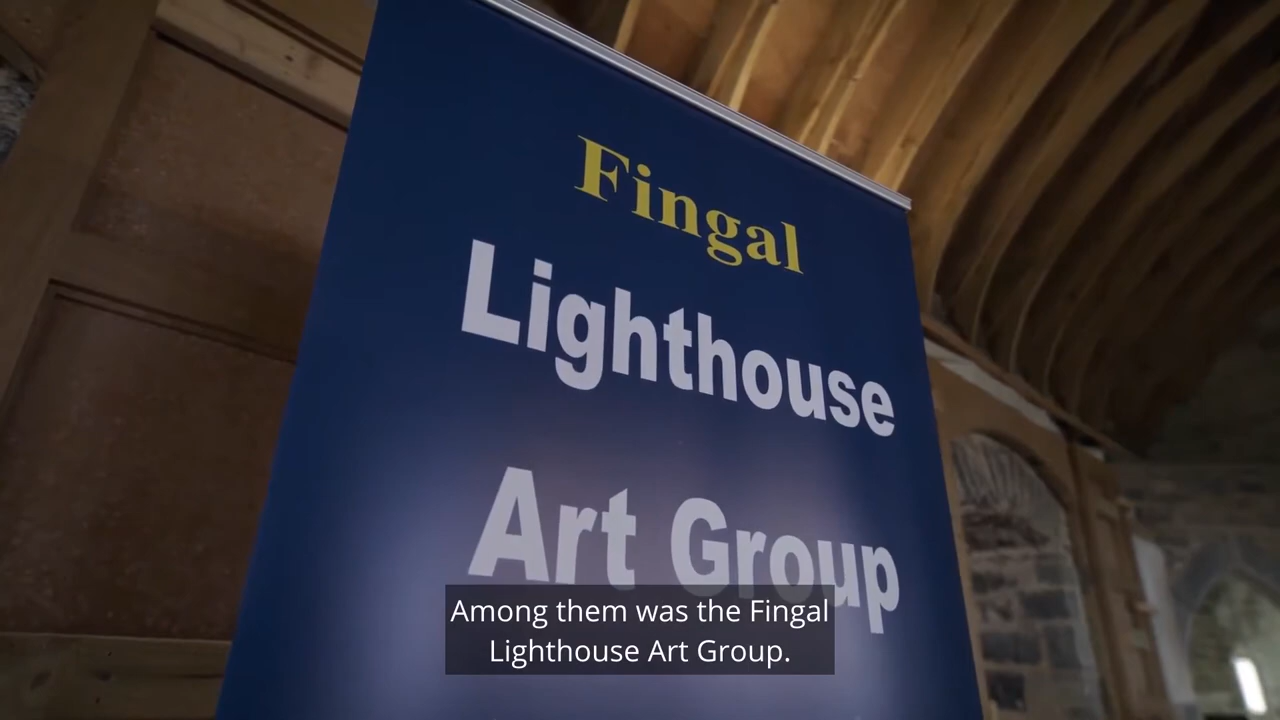 Fingal
Lighthouse
Art Group
Among them was the Fingal
Lighthouse Art Group.